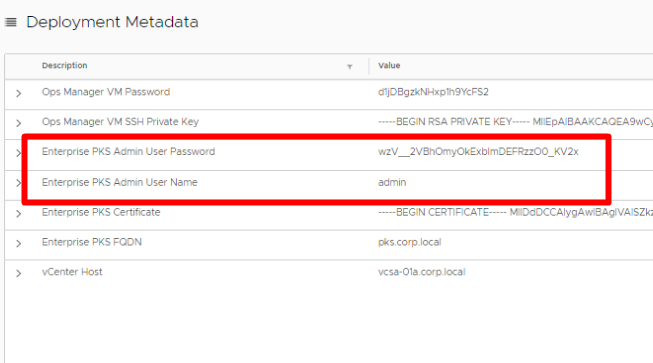 Deployment Metadata
Description Value
Ops Manager VM Password d1jDBgzkNHxp1h9YcFS2
Ops Manager VM SSH Private Key -----BEGIN RSA PRIVATE KEY----- MIIEpAIBAAKCAQEA9wCy
Enterprise PKS Admin User Password wzV__2VBhOmyOkExbImDEFRzzO0_KV2x
Enterprise PKS Admin User Name admin
Enterprise PKS Certificate -----BEGIN CERTIFICATE----- MIIDdDCCAlygAwIBAgIVAISZkz
Enterprise PKS FQDN pks.corp.local
vCenter Host vcsa-01a.corp.local